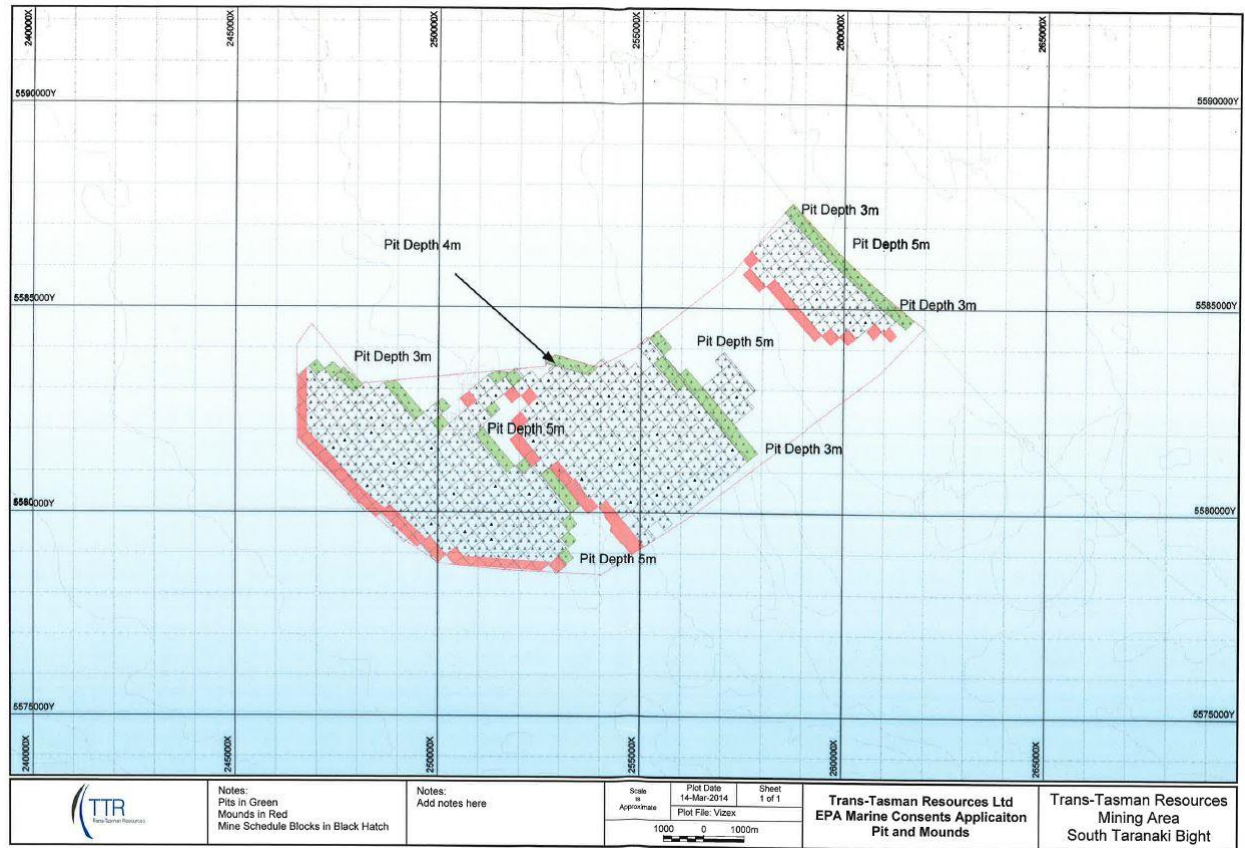 240000X
245000X
250000X
255000X
260000X
265000X
5590000Y
5590000Y
Pit Depth 3m
Pit Depth 4m
Pit Depth 5m
5585000Y
Pit Depth 3m
5585000Y
Pit Depth 5m
Pit Depth 3m
Pit Depth 5m
Pit Depth 3m
5580000Y
5580000Y
Pit Depth 5m
5575000Y
5575000Y
240000X
245000X
250000X
255000X
260000X
265000X
TTR
Trans-Tasman Resources
Notes:
Pits in Green
Mounds in Red
Mine Schedule Blocks in Black Hatch
Notes:
Add notes here
Scale
is
Approximate
Plot Date
14-Mar-2014
Sheet
1 of 1
Plot File: Vizex
1000 0 1000m
Trans-Tasman Resources Ltd
EPA Marine Consents Applicaiton
Pit and Mounds
Trans-Tasman Resources
Mining Area
South Taranaki Bight